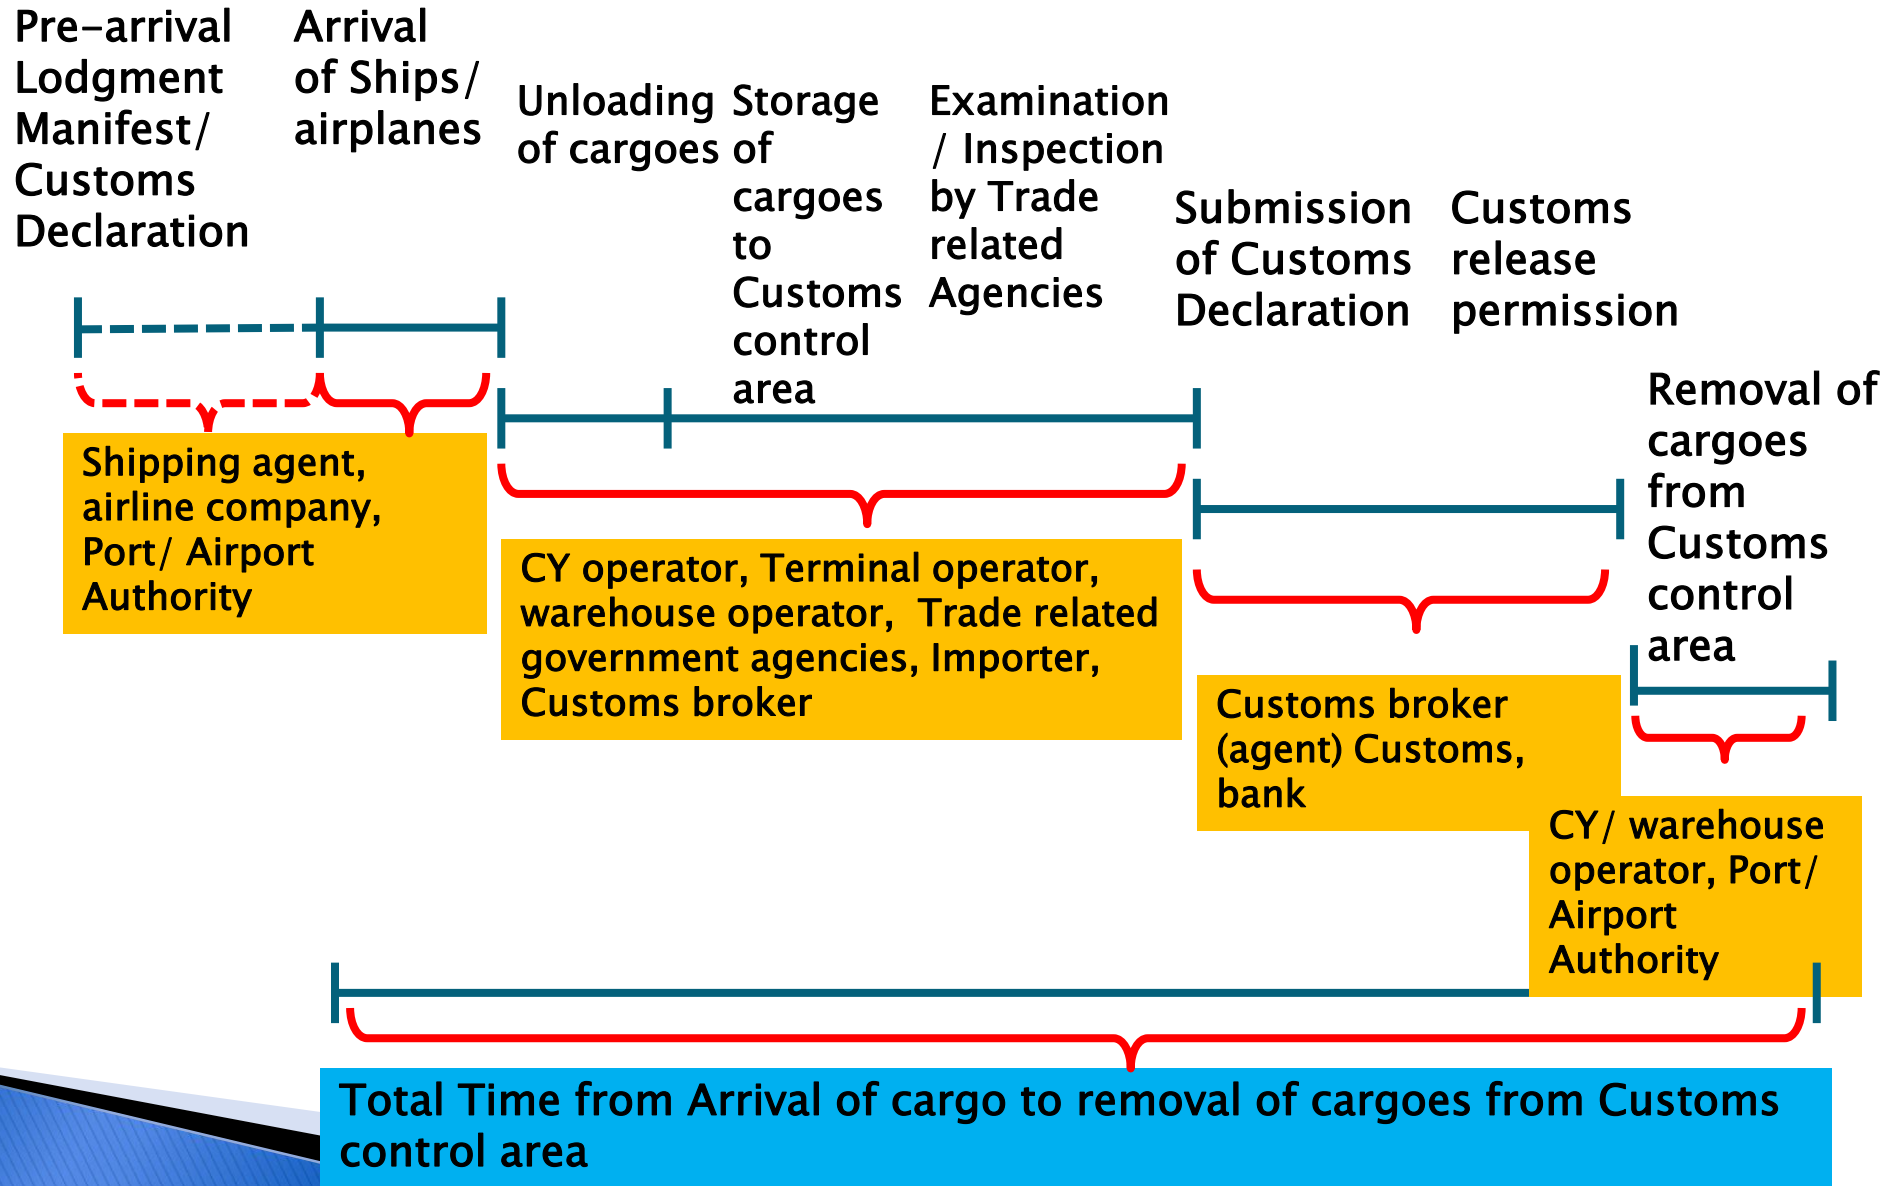 Pre-arrival
Lodgment
Manifest/
Customs
Declaration
Arrival
of Ships/
airplanes
Unloading
of cargoes
Storage
of
cargoes
to
Customs
control
area
Examination
/ Inspection
by Trade
related
Agencies
Submission
of Customs
Declaration
Customs
release
permission
Removal of
cargoes
from
Customs
control
area
Shipping agent,
airline company,
Port/ Airport
Authority
CY operator, Terminal operator,
warehouse operator, Trade related
government agencies, Importer,
Customs broker
Customs broker
(agent) Customs,
bank
CY/ warehouse
operator, Port/
Airport
Authority
Total Time from Arrival of cargo to removal of cargoes from Customs
control area